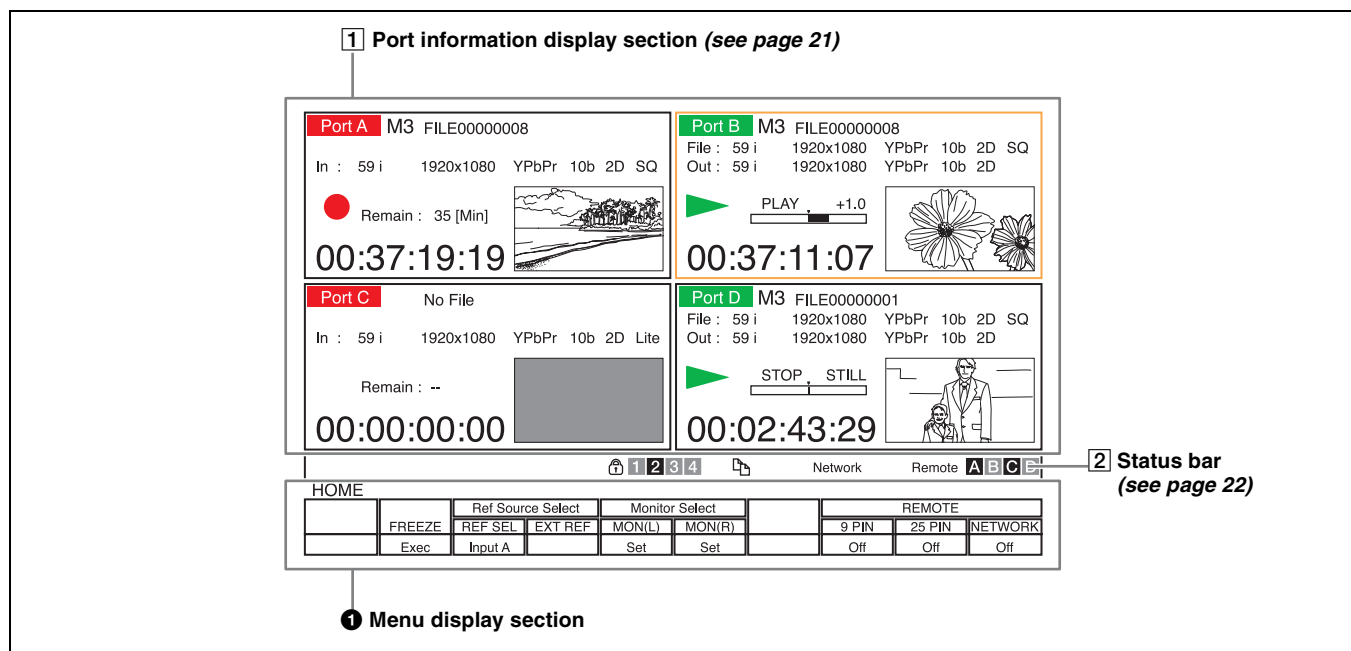 1 Port information display section (see page 21)
Port A M3 FILE00000008
In : 59 i 1920x1080 YPbPr 10b 2D SQ
Remain : 35 [Min]
00:37:19:19
Port B M3 FILE00000008
File : 59 i 1920x1080 YPbPr 10b 2D SQ
Out : 59 i 1920x1080 YPbPr 10b 2D
PLAY +1.0
00:37:11:07
Port C No File
In : 59 i 1920x1080 YPbPr 10b 2D Lite
Remain : --
00:00:00:00
Port D M3 FILE00000001
File : 59 i 1920x1080 YPbPr 10b 2D SQ
Out : 59 i 1920x1080 YPbPr 10b 2D
STOP STILL
00:02:43:29
1 2 3 4 Network Remote A B C D
2 Status bar
(see page 22)
HOME
Ref Source Select Monitor Select REMOTE
FREEZE REF SEL EXT REF MON(L) MON(R) 9 PIN 25 PIN NETWORK
Exec Input A Set Set Off Off Off
1 Menu display section